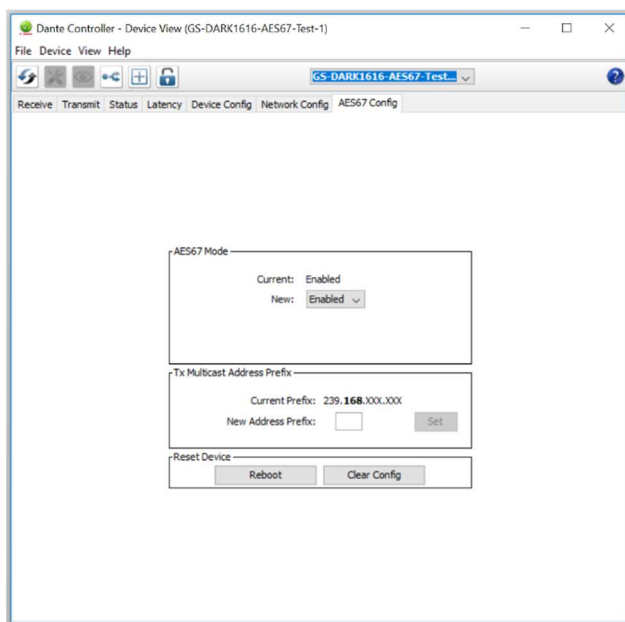 Dante Controller - Device View (GS-DARK1616-AES67-Test-1)
File Device View Help
GS-DARK1616-AES67-Test...
?
Receive Transmit Status Latency Device Config Network Config AES67 Config
AES67 Mode
Current: Enabled
New: Enabled
Tx Multicast Address Prefix
Current Prefix: 239.168.XXX.XXX
New Address Prefix: Set
Reset Device
Reboot Clear Config